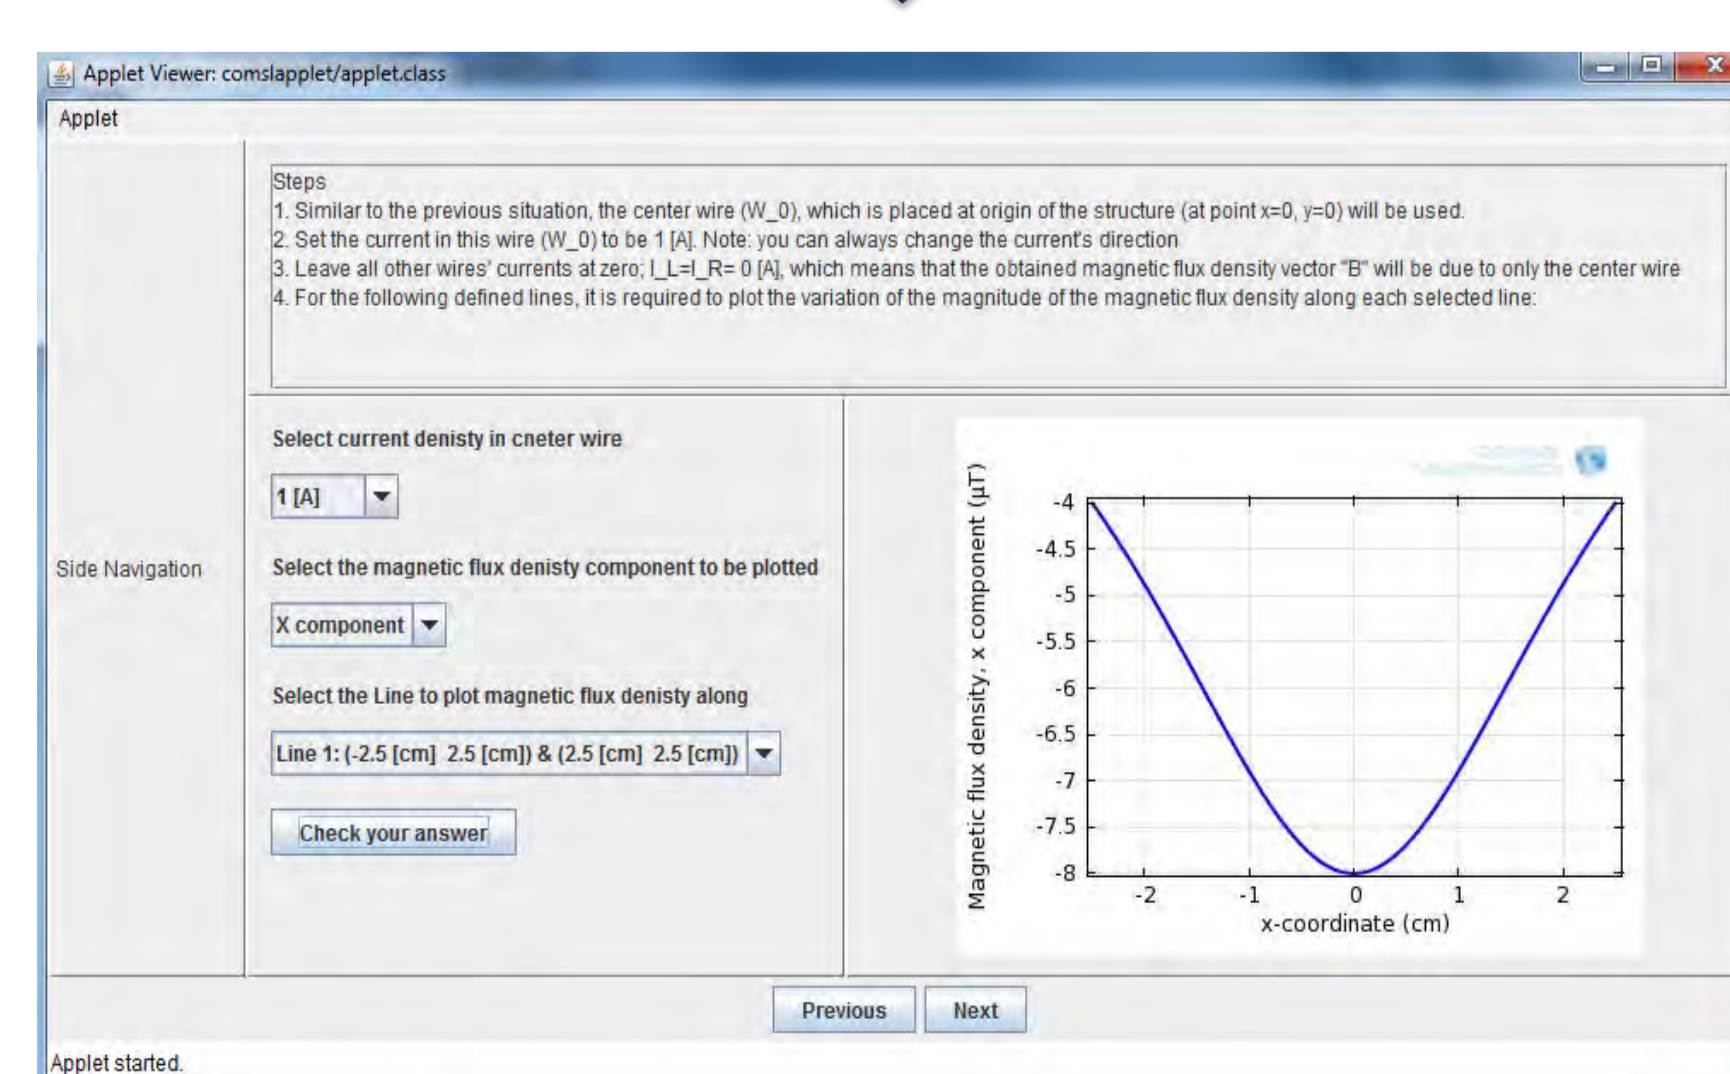 Applet Viewer: comslapplet/applet.class
Applet
Steps
1. Similar to the previous situation, the center wire (W_0), which is placed at origin of the structure (at point x=0, y=0) will be used.
2. Set the current in this wire (W_0) to be 1 [A]. Note: you can always change the current's direction
3. Leave all other wires' currents at zero; I_L=I_R= 0 [A], which means that the obtained magnetic flux density vector "B" will be due to only the center wire
4. For the following defined lines, it is required to plot the variation of the magnitude of the magnetic flux density along each selected line:
Side Navigation
Select current denisty in cneter wire
1 [A]
Select the magnetic flux denisty component to be plotted
X component
Select the Line to plot magnetic flux denisty along
Line 1: (-2.5 [cm] 2.5 [cm]) & (2.5 [cm] 2.5 [cm])
Check your answer
Magnetic flux density, x component (µT)
-4
-4.5
-5
-5.5
-6
-6.5
-7
-7.5
-8
-2 -1 0 1 2
x-coordinate (cm)
Previous Next
Applet started.